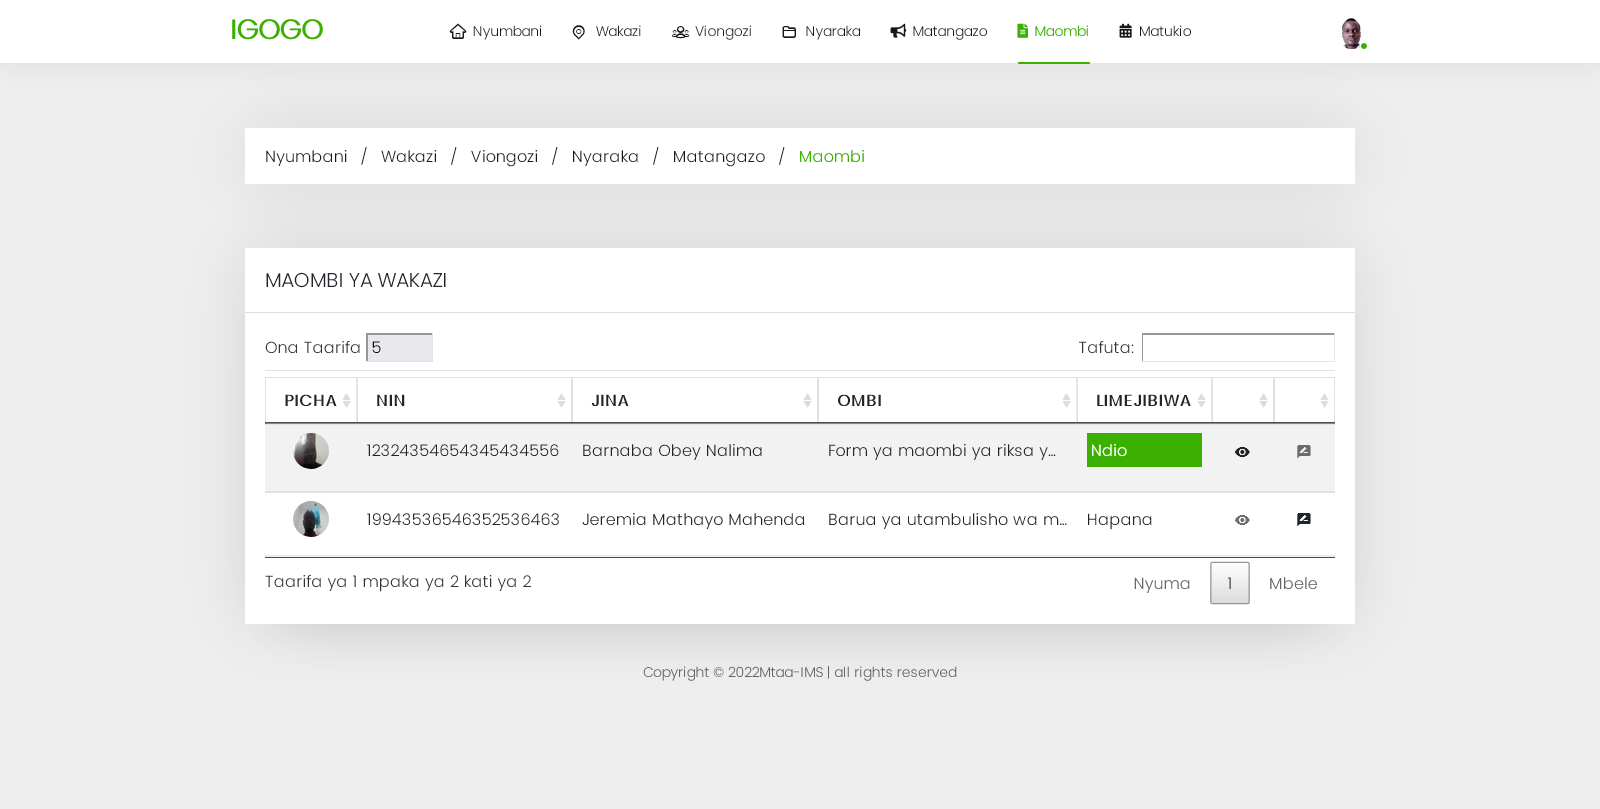 IGOGO Nyumbani Wakazi Viongozi Nyaraka Matangazo Maombi Matukio
Nyumbani / Wakazi / Viongozi / Nyaraka / Matangazo / Maombi
MAOMBI YA WAKAZI
Ona Taarifa 5 Tafuta:
PICHA NIN JINA OMBI LIMEJIBIWA
12324354654345434556 Barnaba Obey Nalima Form ya maombi ya riksa y... Ndio
19943536546352536463 Jeremia Mathayo Mahenda Barua ya utambulisho wa m... Hapana
Taarifa ya 1 mpaka ya 2 kati ya 2 Nyuma 1 Mbele
Copyright © 2022Mtaa-IMS | all rights reserved